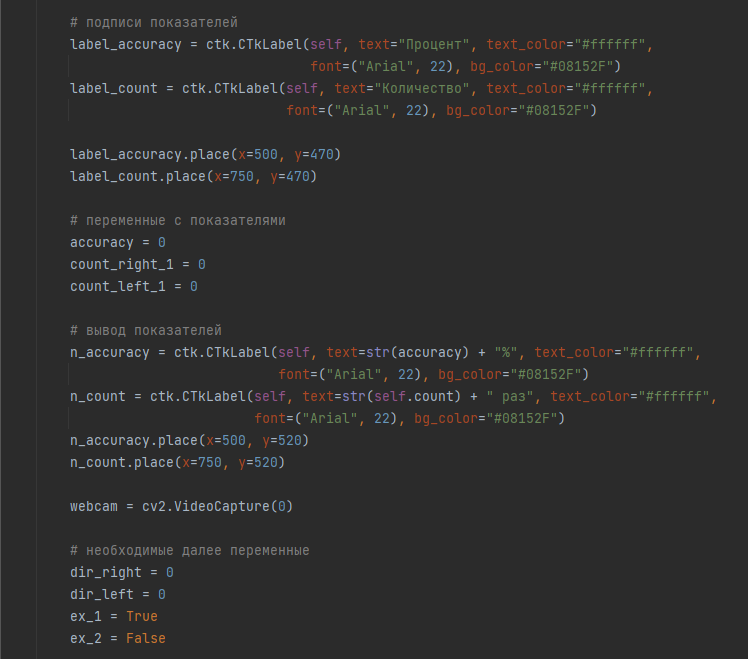 # подписи показателей
label_accuracy = ctk.CTkLabel(self, text="Процент", text_color="#ffffff",
font=("Arial", 22), bg_color="#08152F")
label_count = ctk.CTkLabel(self, text="Количество", text_color="#ffffff",
font=("Arial", 22), bg_color="#08152F")
label_accuracy.place(x=500, y=470)
label_count.place(x=750, y=470)
# переменные с показателями
accuracy = 0
count_right_1 = 0
count_left_1 = 0
# вывод показателей
n_accuracy = ctk.CTkLabel(self, text=str(accuracy) + "%", text_color="#ffffff",
font=("Arial", 22), bg_color="#08152F")
n_count = ctk.CTkLabel(self, text=str(self.count) + " раз", text_color="#ffffff",
font=("Arial", 22), bg_color="#08152F")
n_accuracy.place(x=500, y=520)
n_count.place(x=750, y=520)
webcam = cv2.VideoCapture(0)
# необходимые далее переменные
dir_right = 0
dir_left = 0
ex_1 = True
ex_2 = False